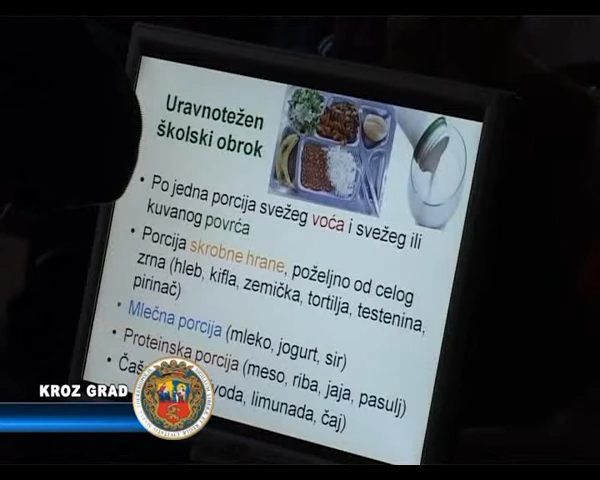 Uravnotežen
školski obrok
• Po jedna porcija svežeg voća i svežeg ili
kuvanog povrća
• Porcija skrobne hrane, poželjno od celog
zrna (hleb, kifla, zemička, tortilja, testenina,
pirinač)
• Mlečna porcija (mleko, jogurt, sir)
• Proteinska porcija (meso, riba, jaja, pasulj)
• limunada, čaj)
KROZ GRAD